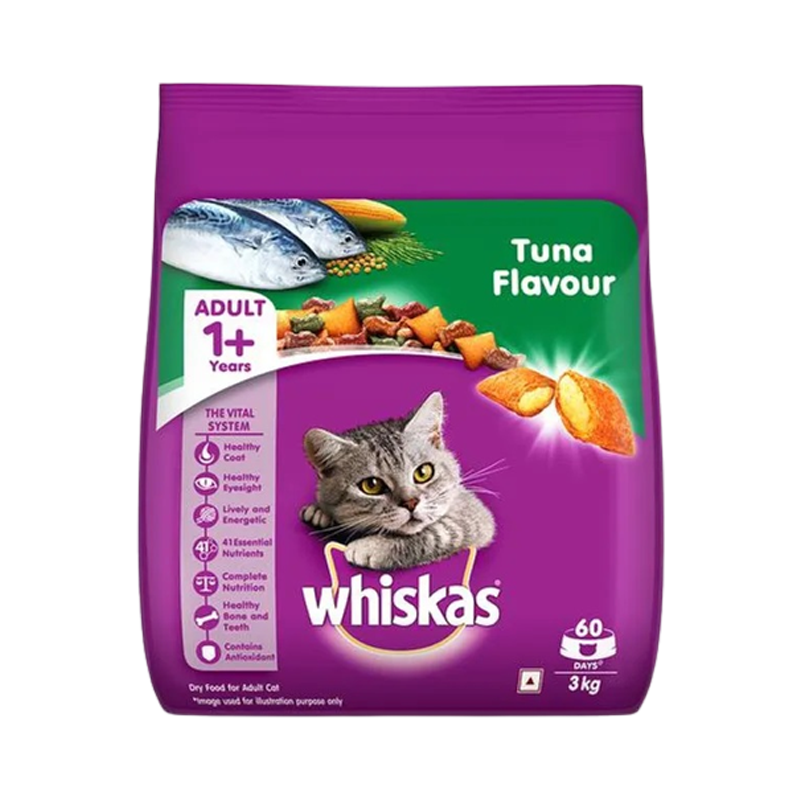 Tuna
Flavour
ADULT
1+
Years
THE VITAL
SYSTEM
Healthy
Coat
Healthy
Eyesight
Lively and
Energetic
41
41 Essential
Nutrients
Complete
Nutrition
Healthy
Bone and
Teeth
Contains
Antioxidant
whiskas®
60
DAYS*
3 kg
Dry Food for Adult Cat
*Image used for illustration purpose only